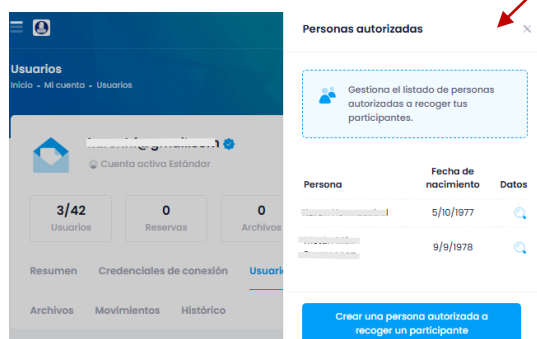 Usuarios
Inicio - Mi cuenta - Usuarios
Cuenta activa Estándar
3/42
Usuarios
0
Reservas
0
Archivos
Resumen Credenciales de conexión Usuari
Archivos Movimientos Histórico
Personas autorizadas
Gestiona el listado de personas
autorizadas a recoger tus
participantes.
Persona Fecha de
nacimiento Datos
5/10/1977
9/9/1978
Crear una persona autorizada a
recoger un participante